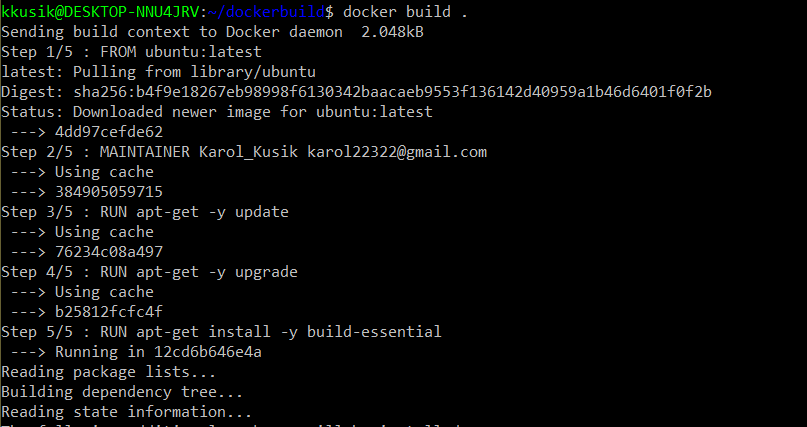 kkusik@DESKTOP-NNU4JRV:~/dockerbuild$ docker build .
Sending build context to Docker daemon  2.048kB
Step 1/5 : FROM ubuntu:latest
latest: Pulling from library/ubuntu
Digest: sha256:b4f9e18267eb98998f6130342baacaeb9553f136142d40959a1b46d6401f0f2b
Status: Downloaded newer image for ubuntu:latest
 ---> 4dd97cefde62
Step 2/5 : MAINTAINER Karol_Kusik karol22322@gmail.com
 ---> Using cache
 ---> 384905059715
Step 3/5 : RUN apt-get -y update
 ---> Using cache
 ---> 76234c08a497
Step 4/5 : RUN apt-get -y upgrade
 ---> Using cache
 ---> b25812fcfc4f
Step 5/5 : RUN apt-get install -y build-essential
 ---> Running in 12cd6b646e4a
Reading package lists...
Building dependency tree...
Reading state information...